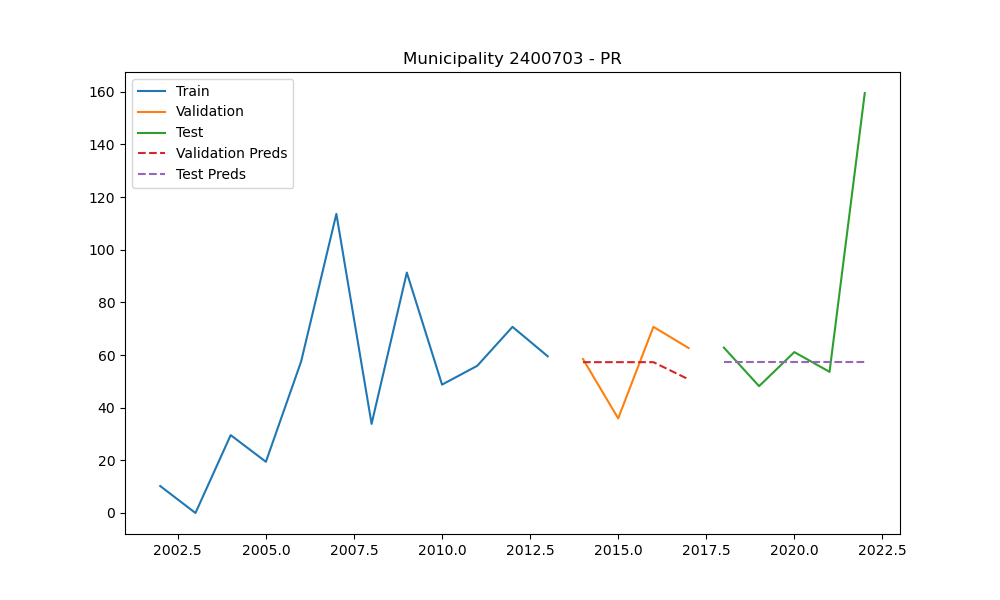 Municipality 2400703 - PR
Train
Validation
Test
Validation Preds
Test Preds
160
140
120
100
80
60
40
20
0
2002.5 2005.0 2007.5 2010.0 2012.5 2015.0 2017.5 2020.0 2022.5